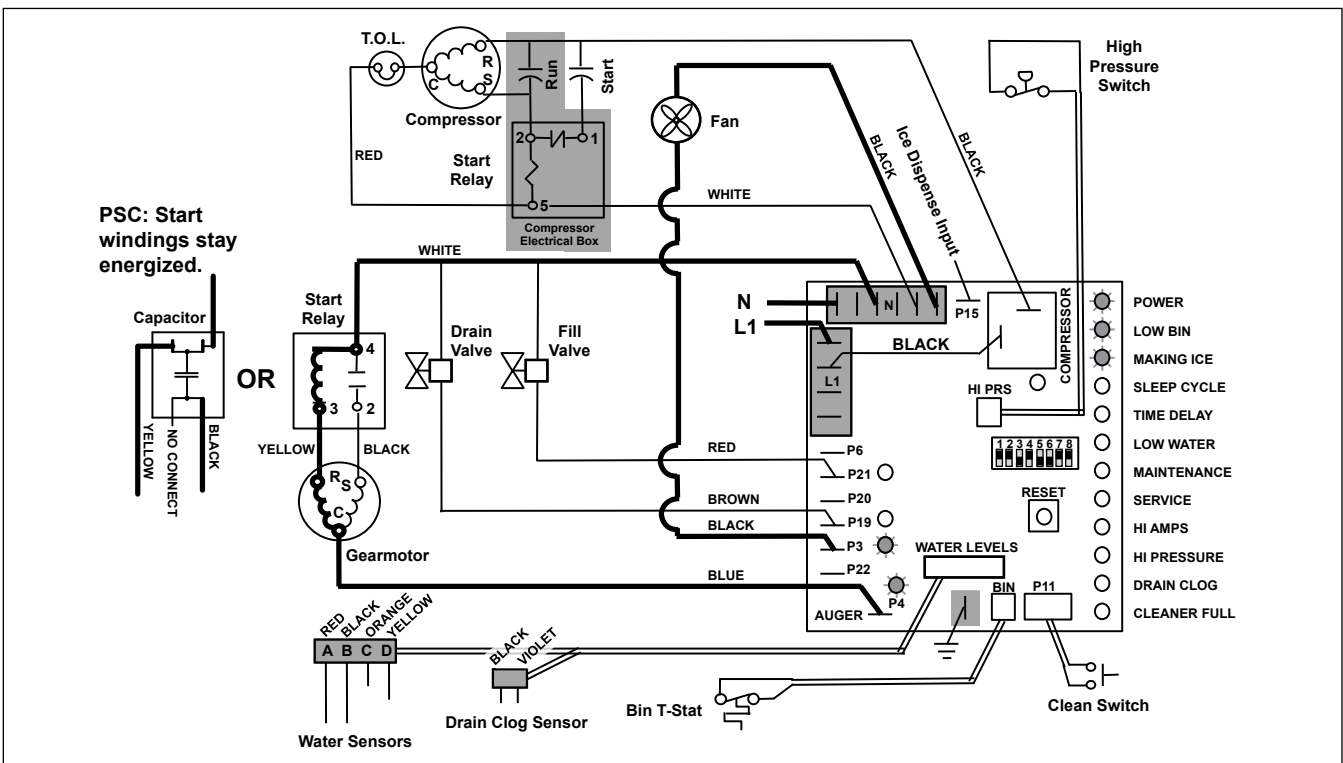 T.O.L.
R
S
C
Compressor
Run
Start
2
1
5
Start
Relay
Compressor
Electrical Box
RED
WHITE
Fan
BLACK
Ice Dispense Input
BLACK
High
Pressure
Switch
PSC: Start
windings stay
energized.
Capacitor
YELLOW
NO CONNECT
BLACK
OR
WHITE
Start
Relay
4
3
2
YELLOW
BLACK
R
S
C
Gearmotor
Drain
Valve
Fill
Valve
N
L1
N
L1
BLACK
P15
COMPRESSOR
HI PRS
1 2 3 4 5 6 7 8
RESET
RED
BROWN
BLACK
BLUE
P6
P21
P20
P19
P3
P22
P4
AUGER
WATER LEVELS
BIN
P11
POWER
LOW BIN
MAKING ICE
SLEEP CYCLE
TIME DELAY
LOW WATER
MAINTENANCE
SERVICE
HI AMPS
HI PRESSURE
DRAIN CLOG
CLEANER FULL
RED
BLACK
ORANGE
YELLOW
A B C D
Water Sensors
BLACK
VIOLET
Drain Clog Sensor
Bin T-Stat
Clean Switch